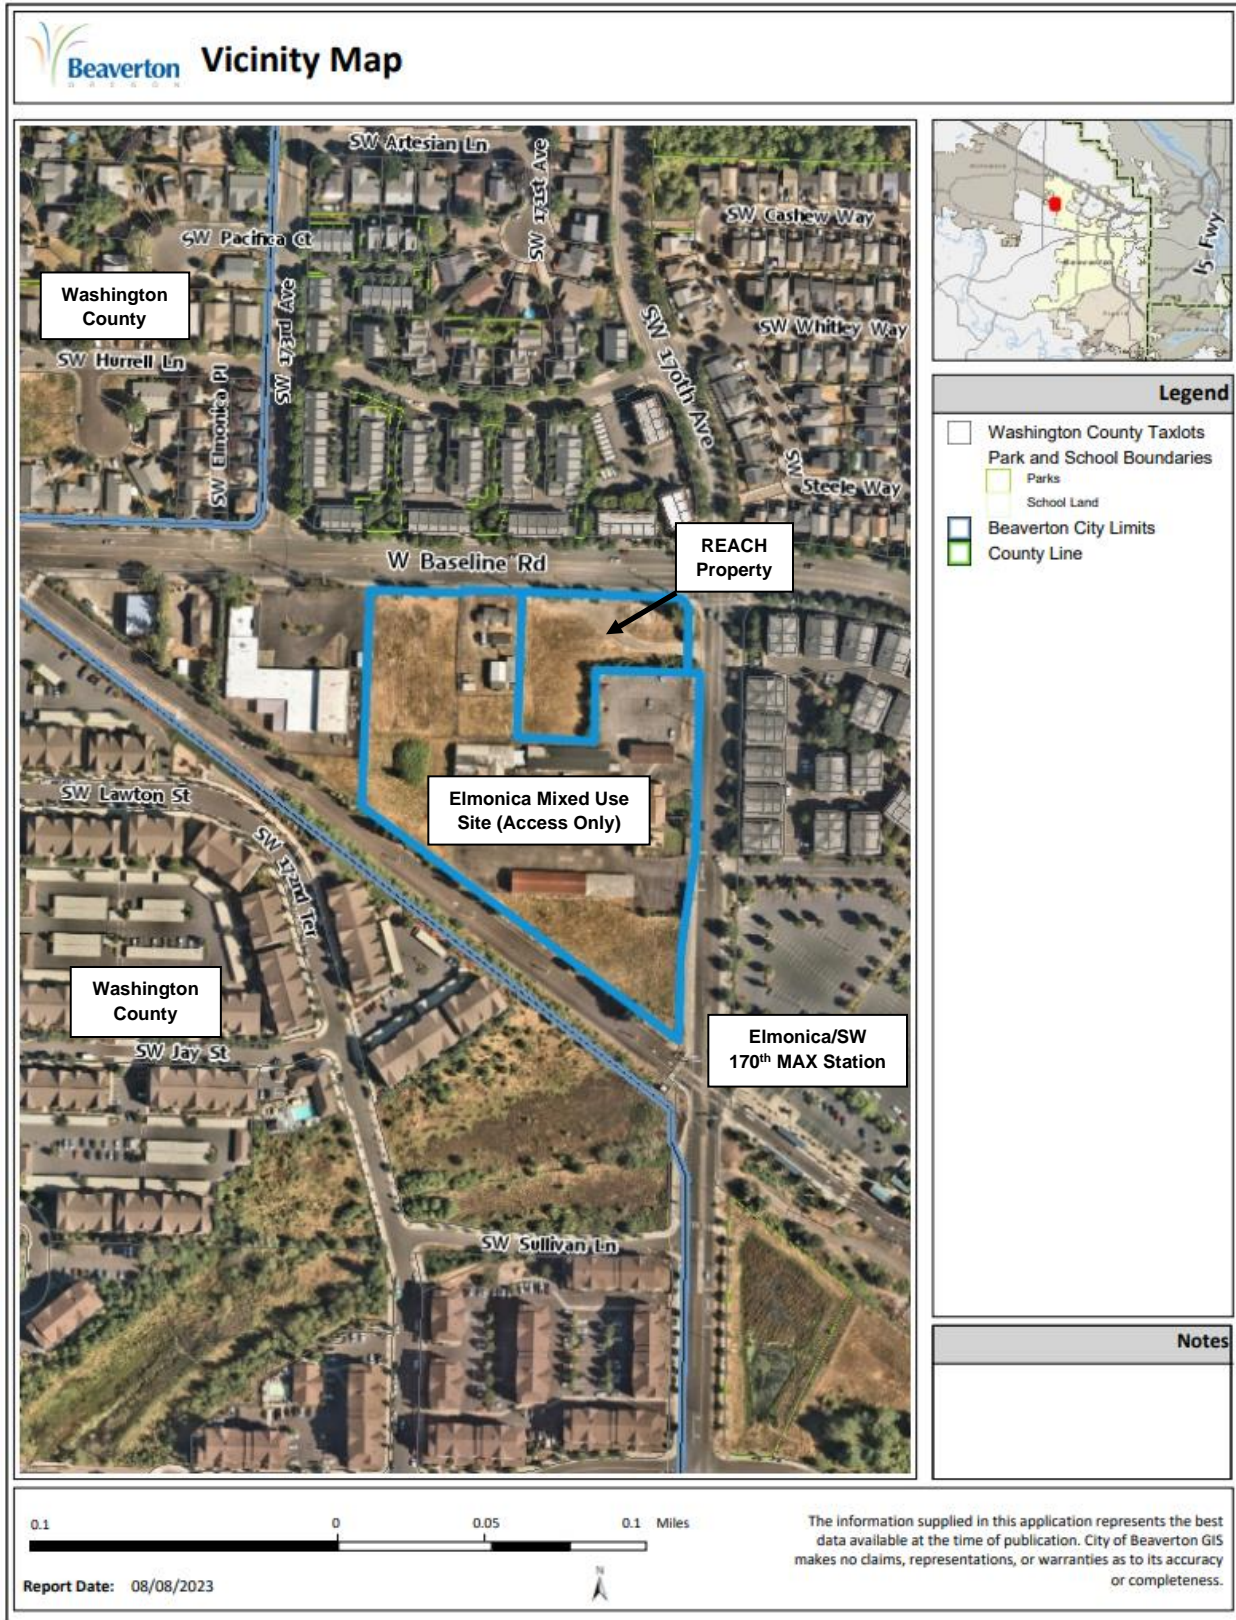 Beaverton
OREGON
Vicinity Map
SW Artesian Ln
SW 171st Ave
SW Cashew Way
SW Pacifica Ct
Washington
County
SW 173rd Ave
SW 170th Ave
SW Whitley Way
SW Hurrell Ln
SW Elmonica Pl
SW Steele Way
REACH
Property
W Baseline Rd
Elmonica Mixed Use
Site (Access Only)
SW Lawton St
SW 172nd Ter
Washington
County
Elmonica/SW
170th MAX Station
SW Jay St
SW Sullivan Ln
Beaverton
I5 Fwy
Legend
Washington County Taxlots
Park and School Boundaries
Parks
School Land
Beaverton City Limits
County Line
Notes
0.1 0 0.05 0.1 Miles
N
Report Date: 08/08/2023
The information supplied in this application represents the best
data available at the time of publication. City of Beaverton GIS
makes no claims, representations, or warranties as to its accuracy
or completeness.